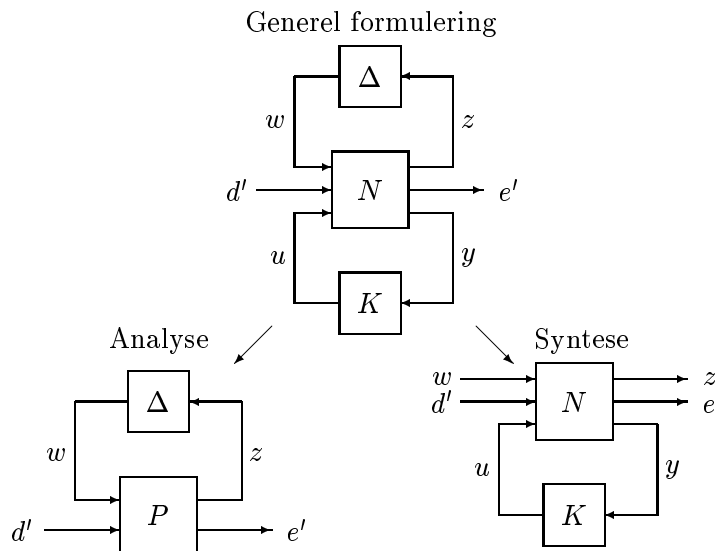 Generel formulering
Δ
w z
d′ N e′
u y
K
Analyse
Δ
w z
d′ P e′
Syntese
w z
d′ N e
u y
K